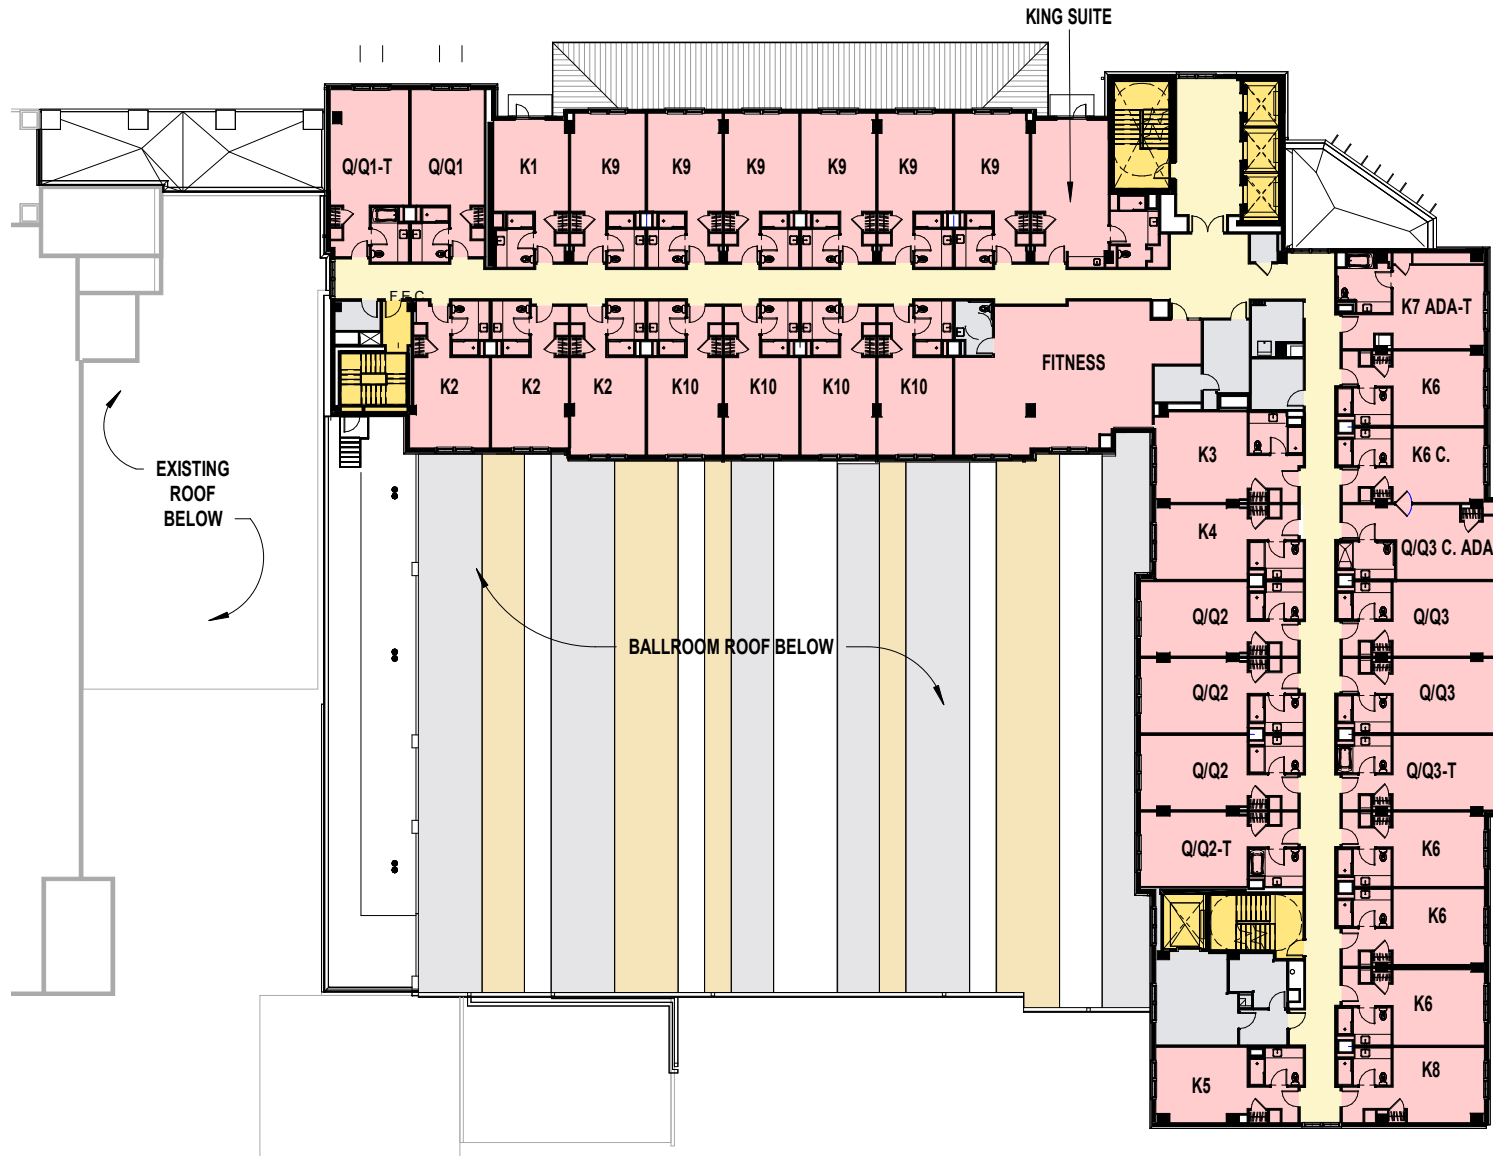 KING SUITE
Q/Q1-T
Q/Q1
K1
K9
K9
K9
K9
K9
K9
F.E.C.
K2
K2
K2
K10
K10
K10
K10
FITNESS
K7 ADA-T
K6
K3
K6 C.
K4
Q/Q3 C. ADA
Q/Q2
Q/Q3
Q/Q2
Q/Q3
Q/Q2
Q/Q3-T
Q/Q2-T
K6
K6
K6
K5
K8
EXISTING
ROOF
BELOW
BALLROOM ROOF BELOW